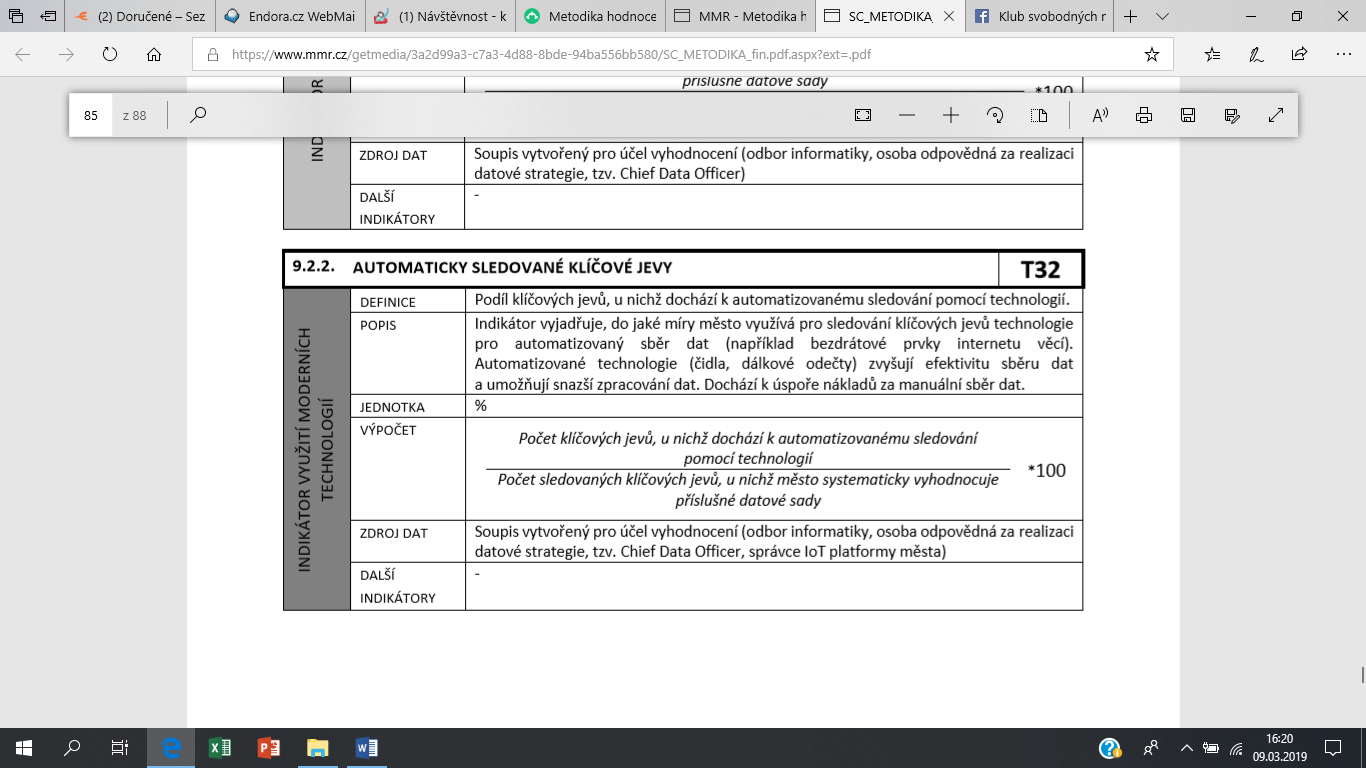 (2) Doručené – Sez
Endora.cz WebMai
(1) Návštěvnost - k
Metodika hodnoce
MMR - Metodika h
SC_METODIKA_
Klub svobodných r
https://www.mmr.cz/getmedia/3a2d99a3-c7a3-4d88-8bde-94ba556bb580/SC_METODIKA_fin.pdf.aspx?ext=.pdf
příslušné datové sady
*100
85 z 88
ZDROJ DAT
Soupis vytvořený pro účel vyhodnocení (odbor informatiky, osoba odpovědná za realizaci
datové strategie, tzv. Chief Data Officer)
DALŠÍ
INDIKÁTORY
-
9.2.2. AUTOMATICKY SLEDOVANÉ KLÍČOVÉ JEVY T32
INDIKÁTOR VYUŽITÍ MODERNÍCH
TECHNOLOGIÍ
DEFINICE
Podíl klíčových jevů, u nichž dochází k automatizovanému sledování pomocí technologií.
POPIS
Indikátor vyjadřuje, do jaké míry město využívá pro sledování klíčových jevů technologie
pro automatizovaný sběr dat (například bezdrátové prvky internetu věcí).
Automatizované technologie (čidla, dálkové odečty) zvyšují efektivitu sběru dat
a umožňují snazší zpracování dat. Dochází k úspoře nákladů za manuální sběr dat.
JEDNOTKA
%
VÝPOČET
Počet klíčových jevů, u nichž dochází k automatizovanému sledování
pomocí technologií
*100
Počet sledovaných klíčových jevů, u nichž město systematicky vyhodnocuje
příslušné datové sady
ZDROJ DAT
Soupis vytvořený pro účel vyhodnocení (odbor informatiky, osoba odpovědná za realizaci
datové strategie, tzv. Chief Data Officer, správce IoT platformy města)
DALŠÍ
INDIKÁTORY
-
16:20
09.03.2019